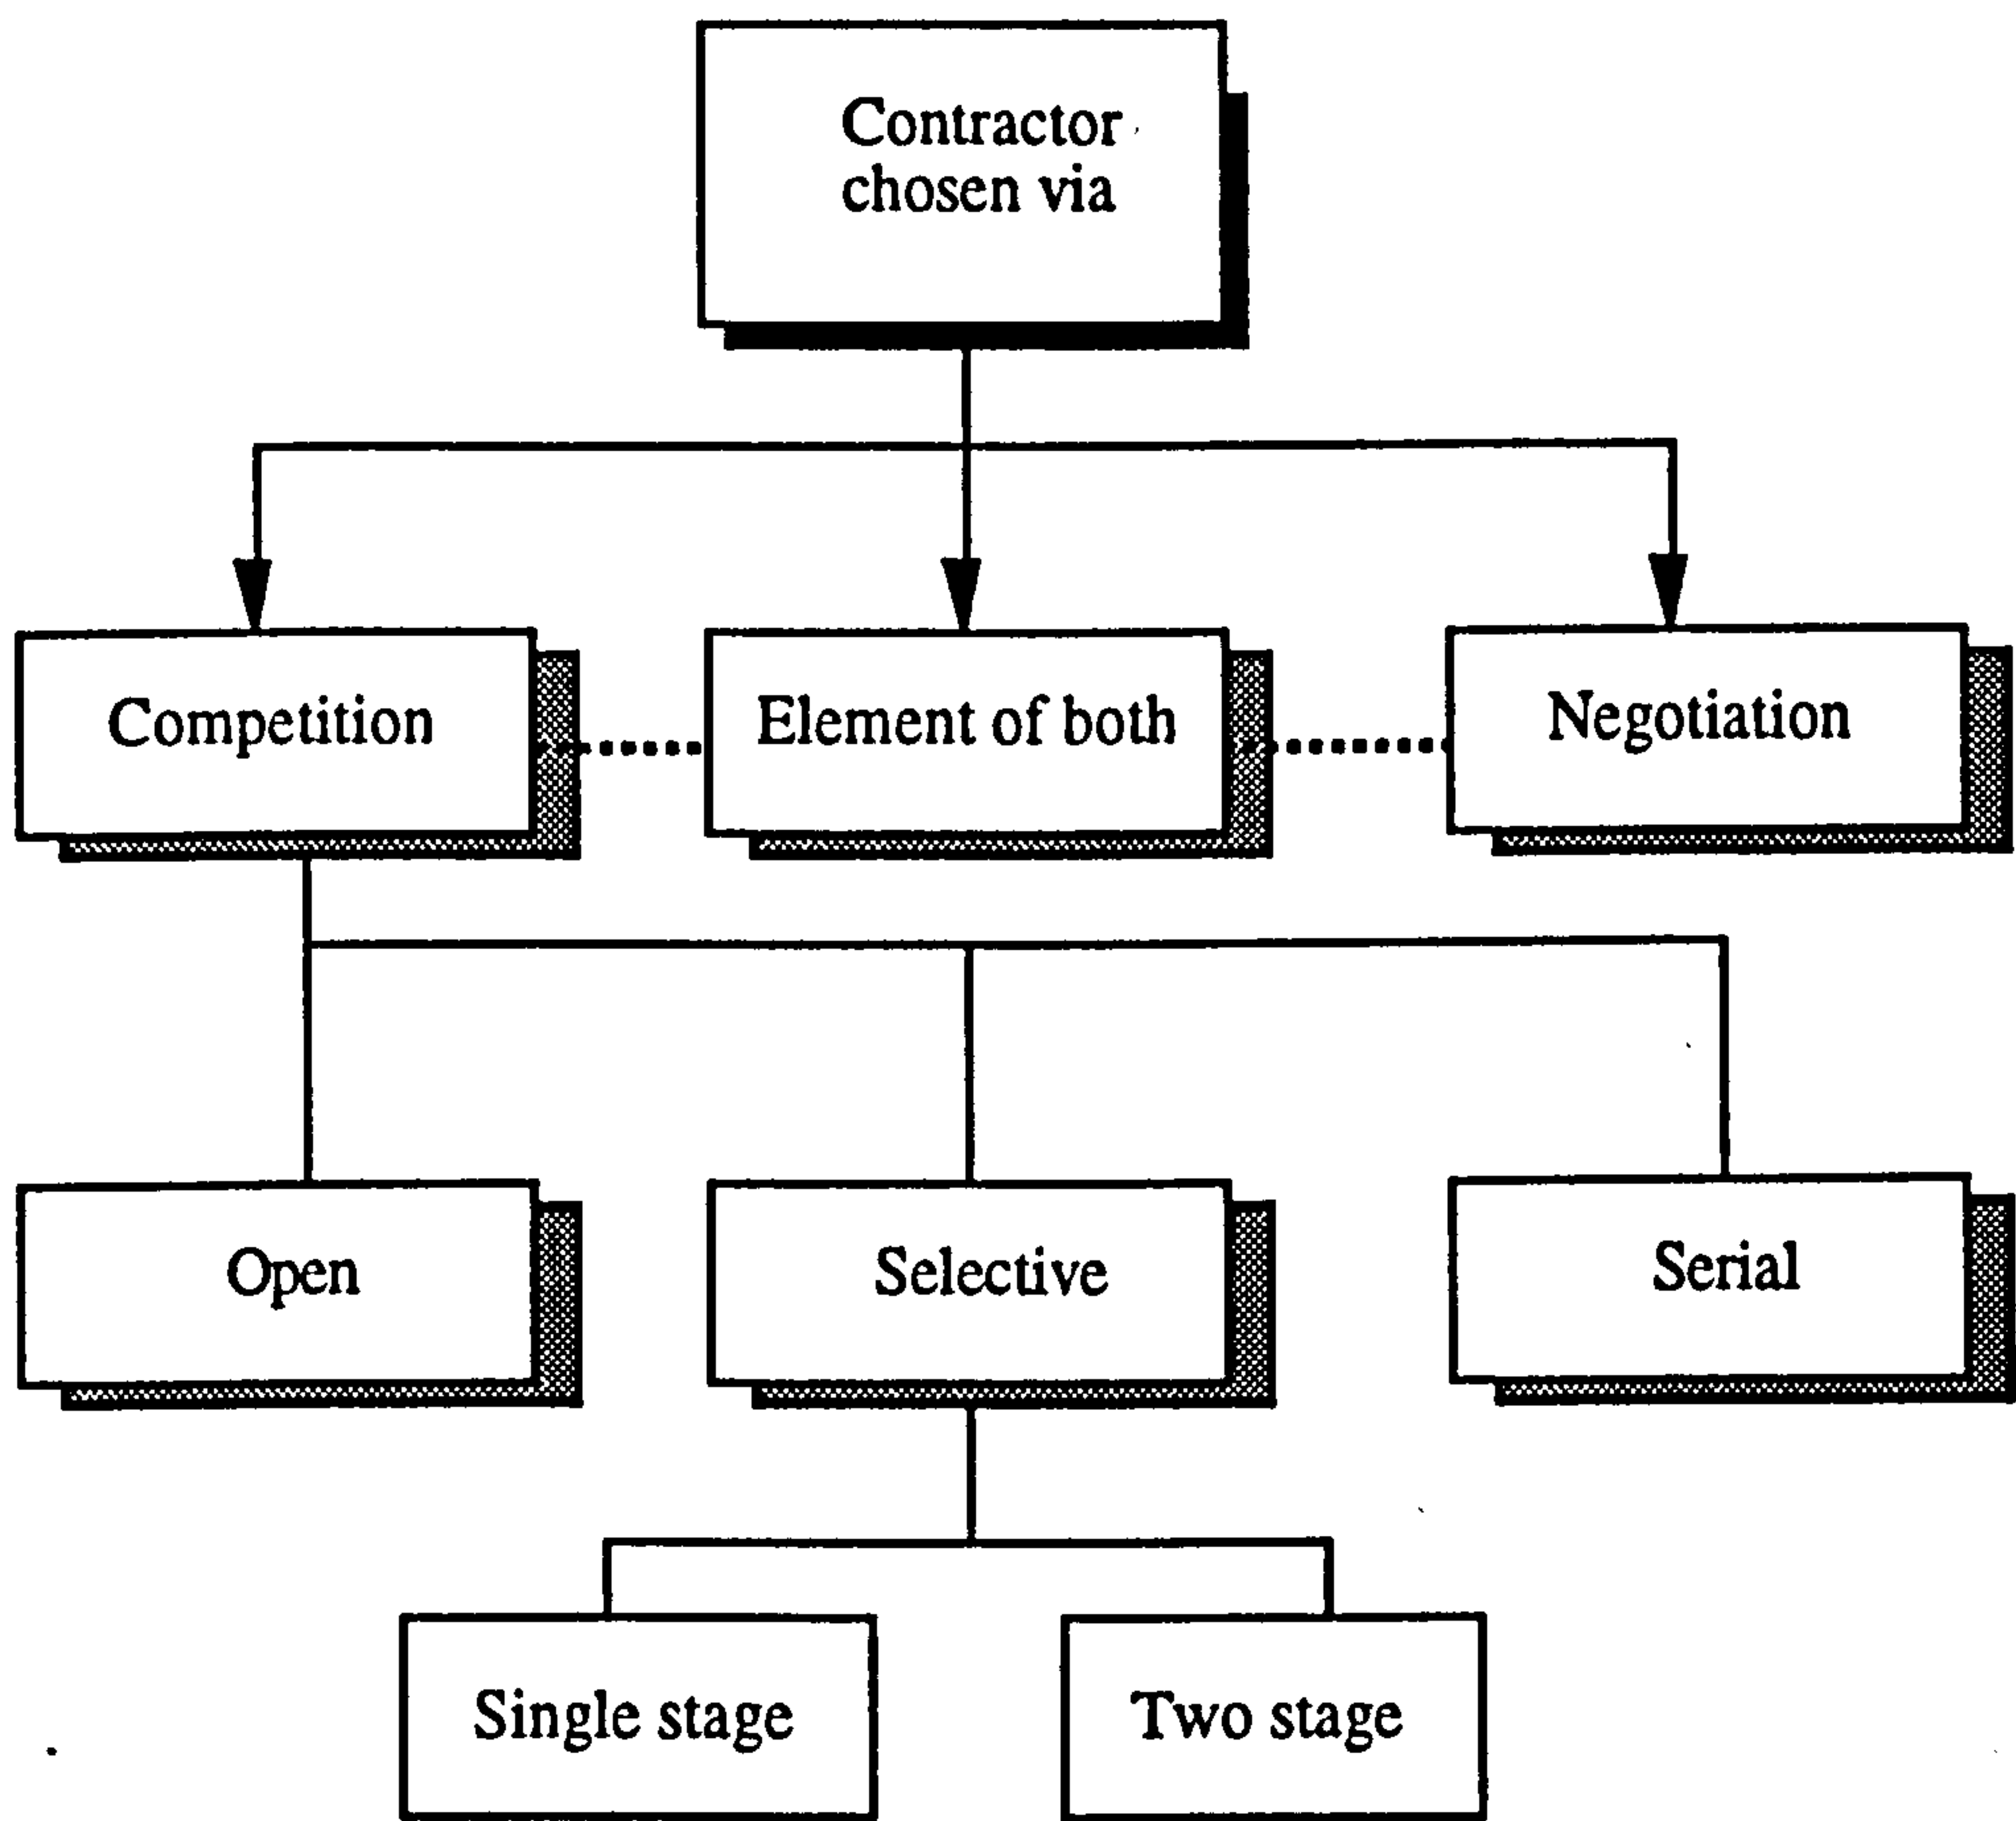 Contractor
chosen via
Competition
Element of both
Negotiation
Open
Selective
Serial
Single stage
Two stage